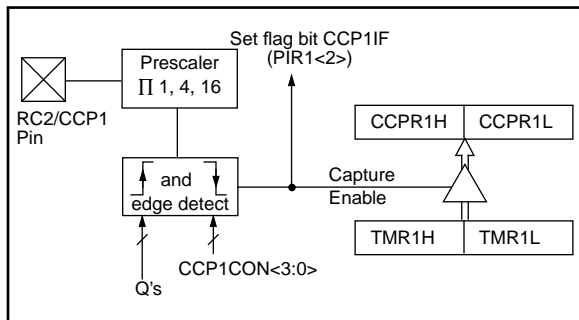 Set flag bit CCP1IF
(PIR1<2>)
Prescaler
∏ 1, 4, 16
RC2/CCP1
Pin
CCPR1H
CCPR1L
and
edge detect
Capture
Enable
TMR1H
TMR1L
CCP1CON<3:0>
Q's